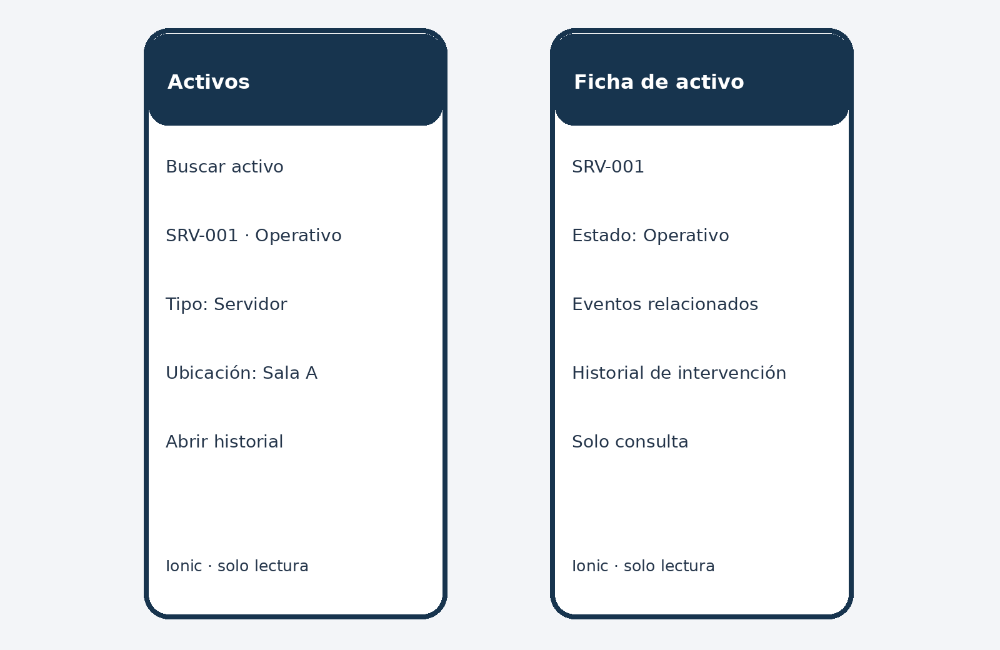 Activos
Buscar activo
SRV-001 · Operativo
Tipo: Servidor
Ubicación: Sala A
Abrir historial
Ionic · solo lectura
Ficha de activo
SRV-001
Estado: Operativo
Eventos relacionados
Historial de intervención
Solo consulta
Ionic · solo lectura